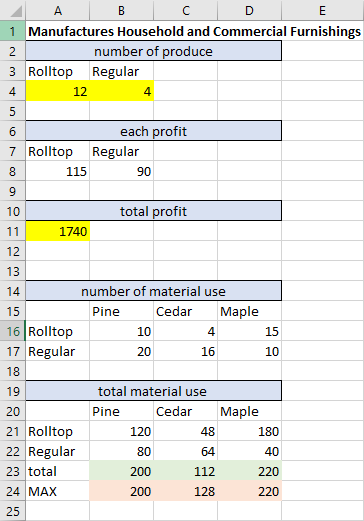 A B C D E
1 Manufactures Household and Commercial Furnishings
2 number of produce
3 Rolltop Regular
4 12 4
5
6 each profit
7 Rolltop Regular
8 115 90
9
10 total profit
11 1740
12
13
14 number of material use
15 Pine Cedar Maple
16 Rolltop 10 4 15
17 Regular 20 16 10
18
19 total material use
20 Pine Cedar Maple
21 Rolltop 120 48 180
22 Regular 80 64 40
23 total 200 112 220
24 MAX 200 128 220
25